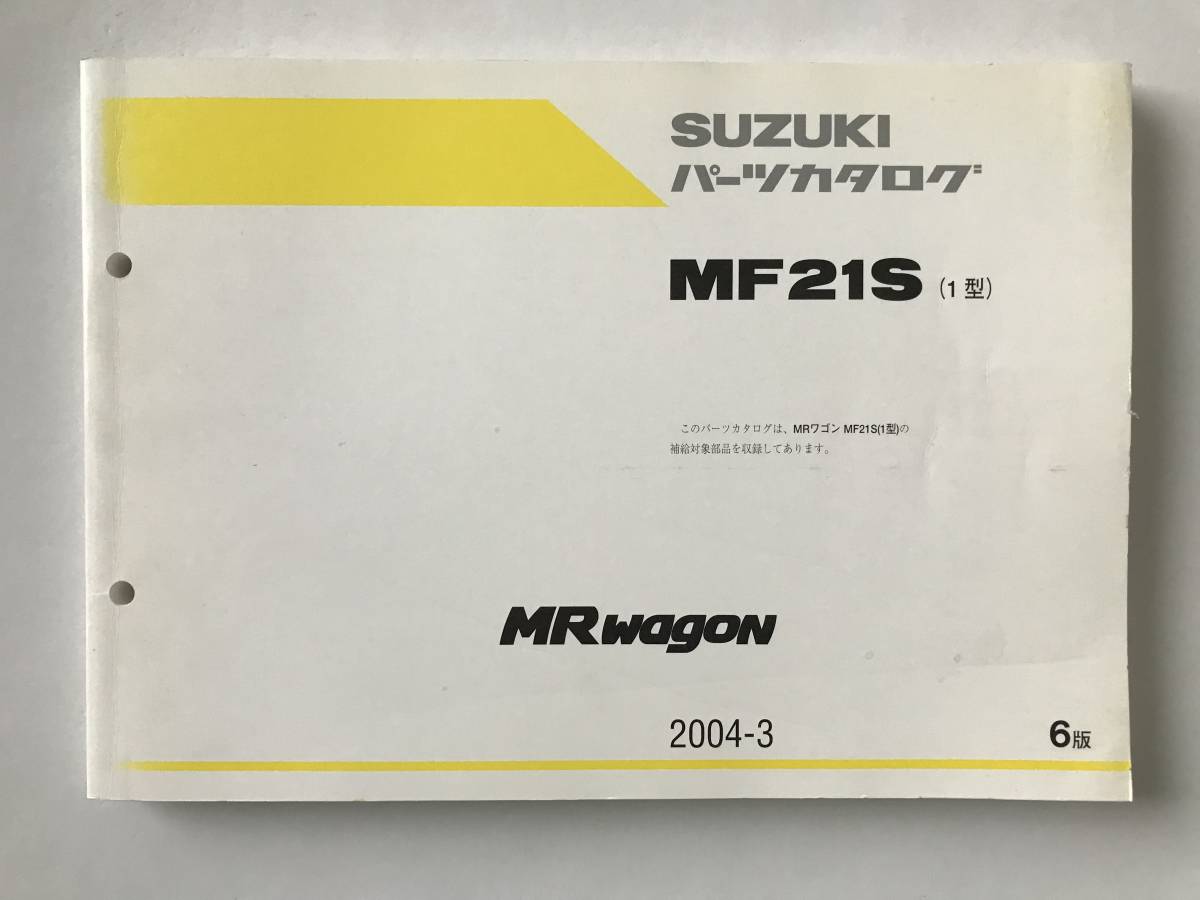 SUZUKI
パーツカタログ
MF21S (1型)
このパーツカタログは、MRワゴン MF21S(1型)の
補給対象部品を収録してあります。
MRwagon
2004-3 6版